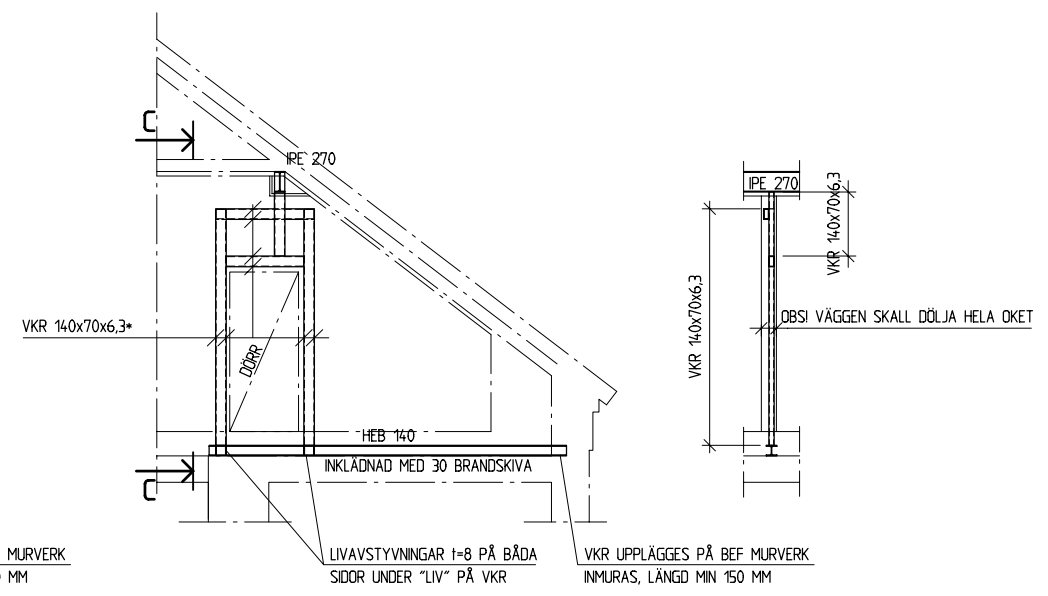 C
IPE 270
IPE 270
VKR 140x70x6,3
VKR 140x70x6,3
VKR 140x70x6,3*
OBS! VÄGGEN SKALL DÖLJA HELA OKET
DÖRR
HEB 140
INKLÄDNAD MED 30 BRANDSKIVA
C
MURVERK
MM
LIVAVSTYVNINGAR t=8 PÅ BÅDA
SIDOR UNDER "LIV" PÅ VKR
VKR UPPLÄGGES PÅ BEF MURVERK
INMURAS, LÄNGD MIN 150 MM